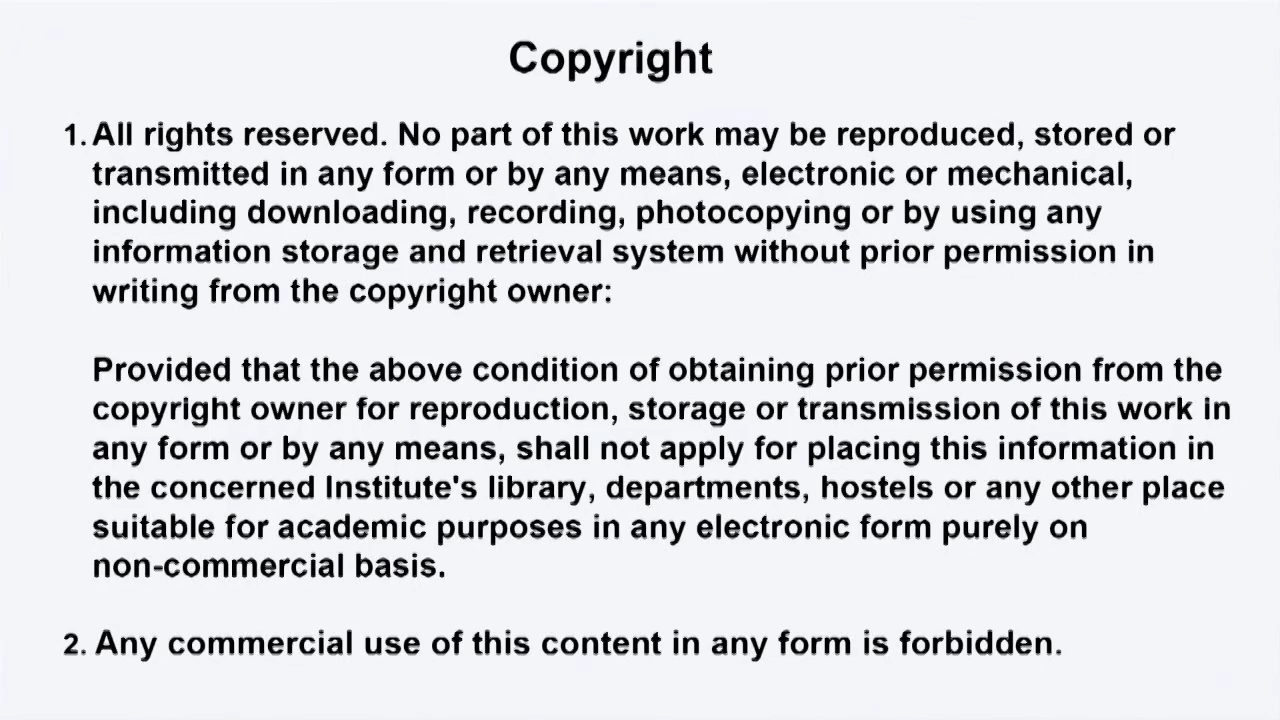 Copyright
1. All rights reserved. No part of this work may be reproduced, stored or
transmitted in any form or by any means, electronic or mechanical,
including downloading, recording, photocopying or by using any
information storage and retrieval system without prior permission in
writing from the copyright owner:
Provided that the above condition of obtaining prior permission from the
copyright owner for reproduction, storage or transmission of this work in
any form or by any means, shall not apply for placing this information in
the concerned Institute's library, departments, hostels or any other place
suitable for academic purposes in any electronic form purely on
non-commercial basis.
2. Any commercial use of this content in any form is forbidden.